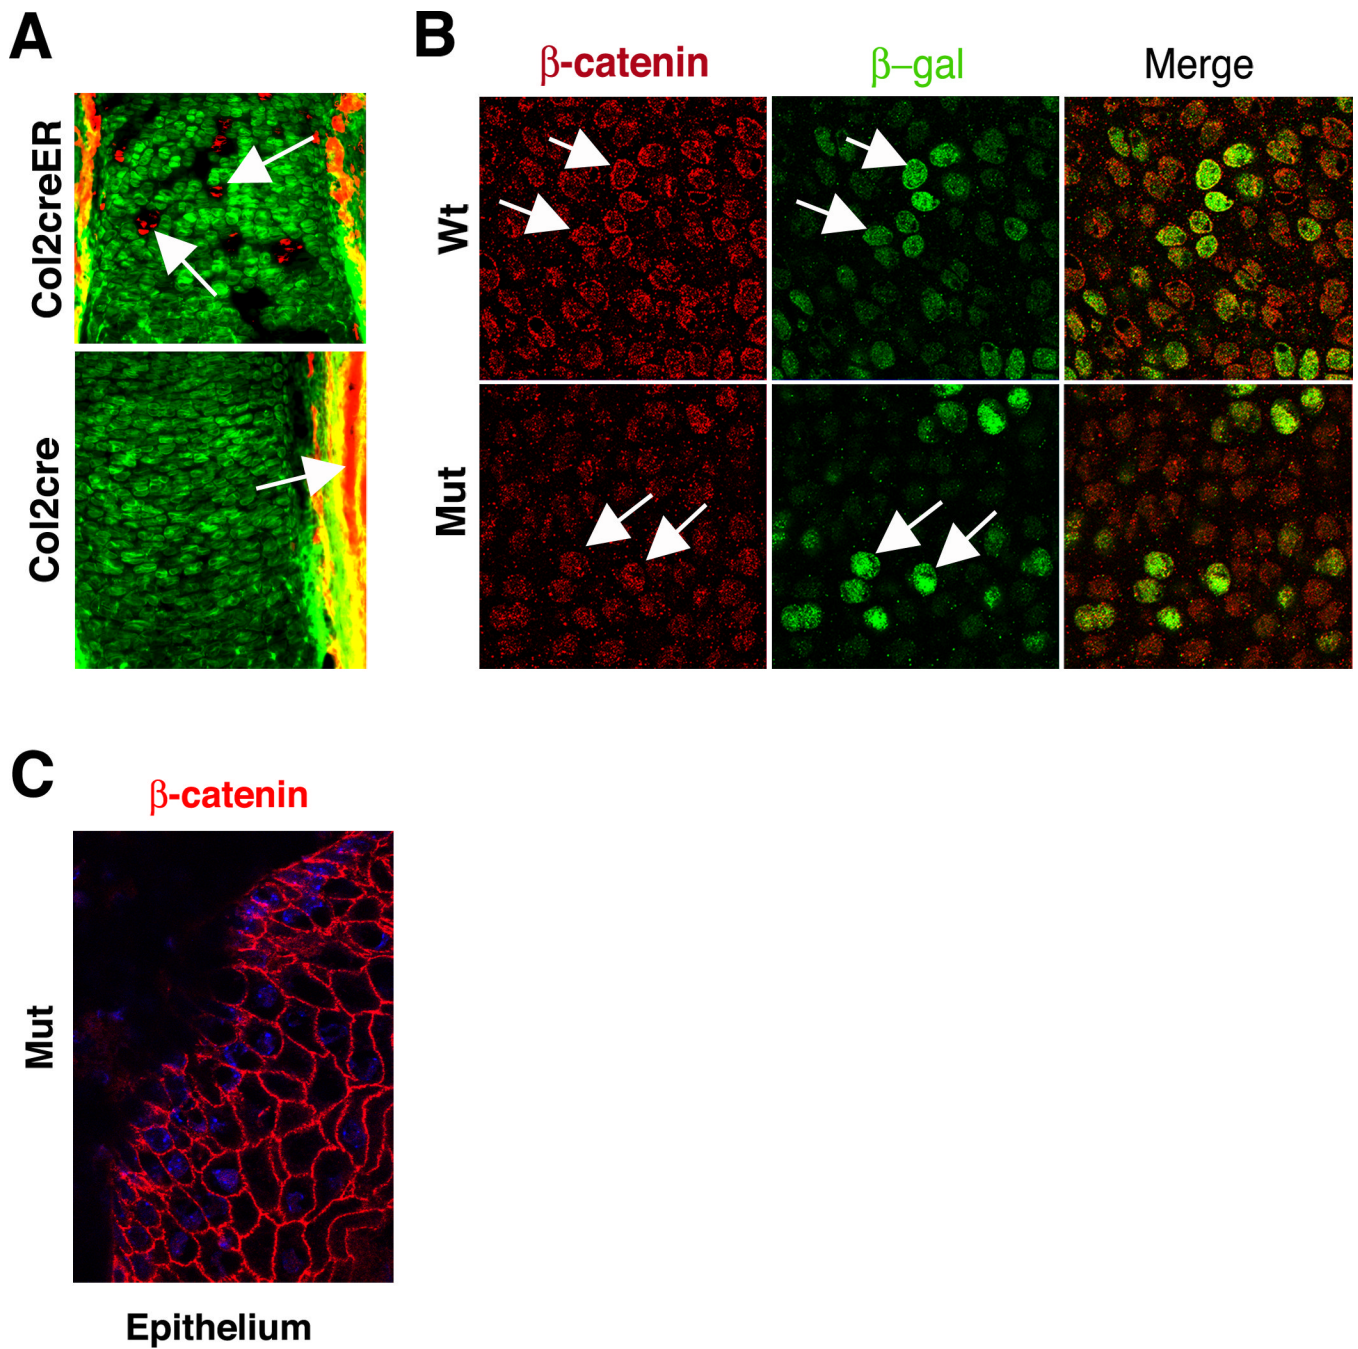 A
B
β-catenin
β–gal
Merge
Col2creER
Col2cre
Wt
Mut
C
β-catenin
Mut
Epithelium